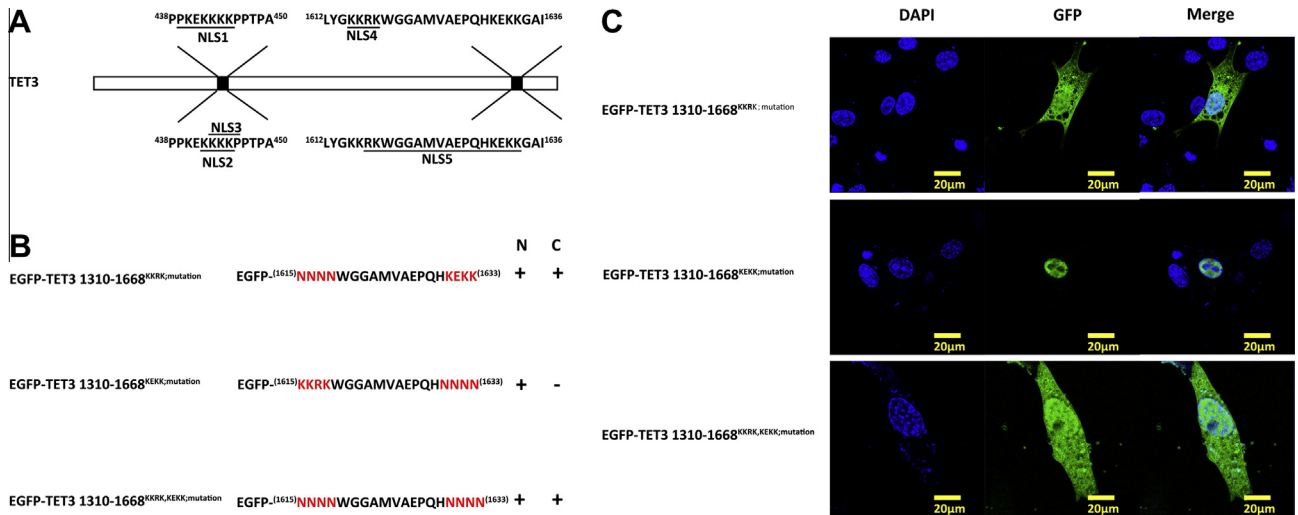 A
438PPKEKKKKPPTPA450
1612LYGKKRKWGGAMVAEPQHKEKKGAI1636
NLS1
NLS4
TET3
NLS3
438PPKEKKKKPPTPA450
1612LYGKKRKWGGAMVAEPQHKEKKGAI1636
NLS2
NLS5
B
N C
EGFP-TET3 1310-1668KKRK;mutation EGFP-(1615)NNNNWGGAMVAEPQHKEKK(1633) + +
EGFP-TET3 1310-1668KEKK;mutation EGFP-(1615)KKRKWGGAMVAEPQHNNNN(1633) + -
EGFP-TET3 1310-1668KKRK,KEKK;mutation EGFP-(1615)NNNNWGGAMVAEPQHNNNN(1633) + +
C
DAPI GFP Merge
EGFP-TET3 1310-1668KKRK;mutation
20μm 20μm 20μm
EGFP-TET3 1310-1668KEKK;mutation
20μm 20μm 20μm
EGFP-TET3 1310-1668KKRK,KEKK;mutation
20μm 20μm 20μm